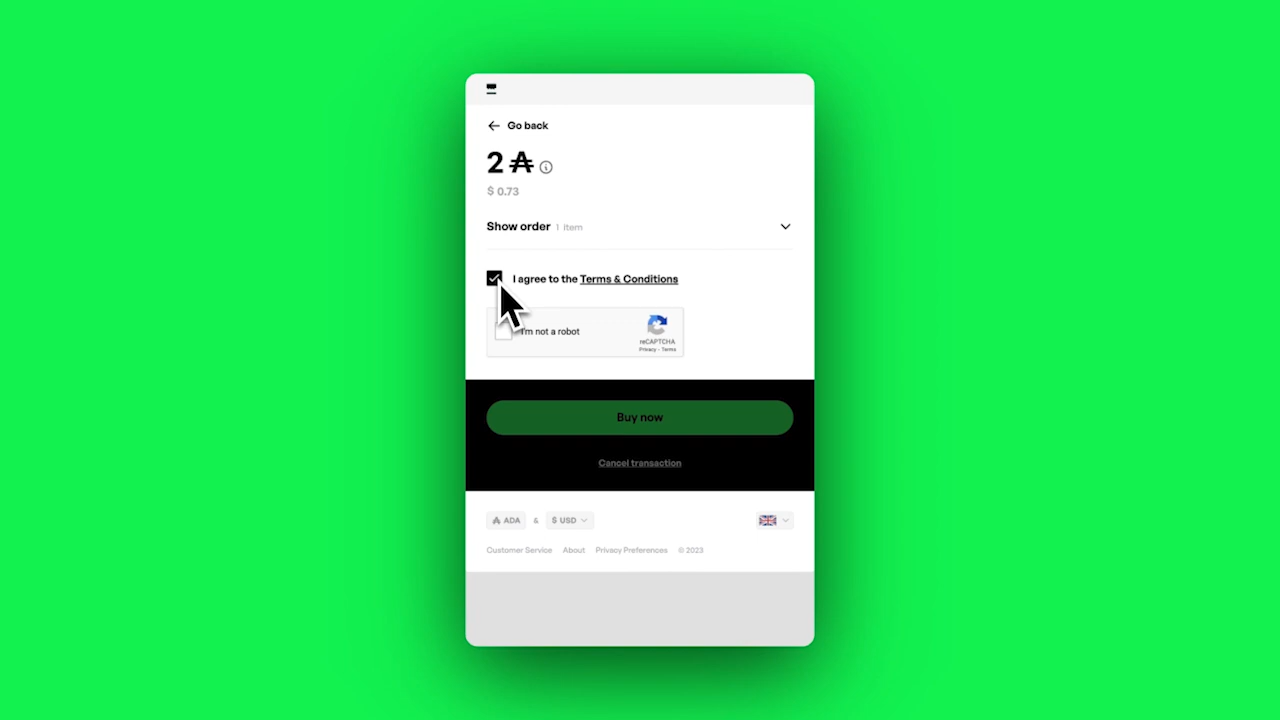 Go back
2 ₳
$ 0.73
Show order 1 item
I agree to the Terms & Conditions
I'm not a robot
reCAPTCHA
Privacy - Terms
Buy now
Cancel transaction
ADA & $ USD
Customer Service About Privacy Preferences © 2023